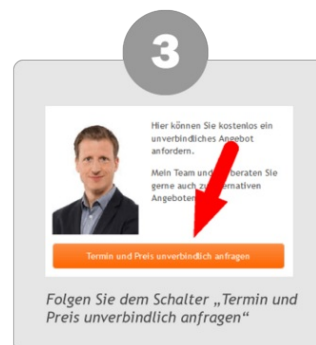 3
Hier können Sie kostenlos ein
unverbindliches Angebot
anfordern.
Mein Team und beraten Sie
gerne auch zu
Angeboten
Termin und Preis unverbindlich anfragen
Folgen Sie dem Schalter „Termin und
Preis unverbindlich anfragen“